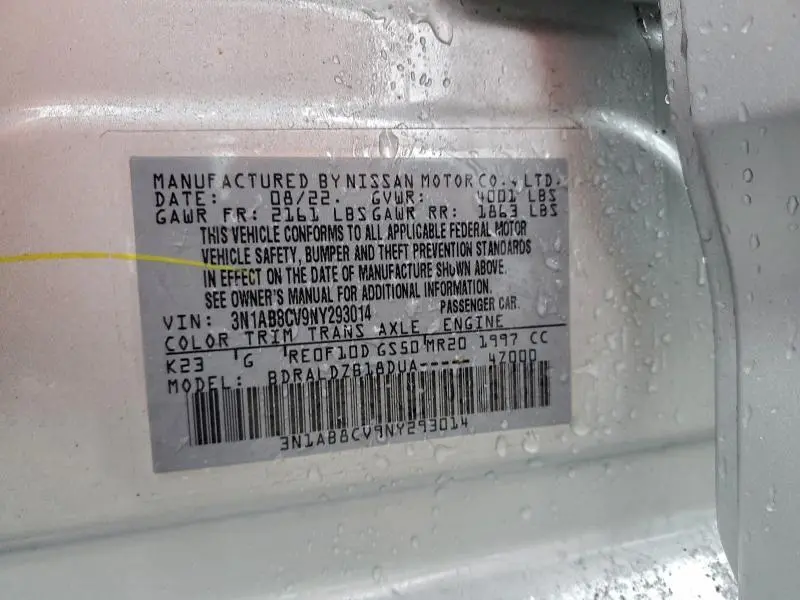 MANUFACTURED BY NISSAN MOTOR CO., LTD.
DATE: 08/22. GVWR: 4001 LBS
GAWR FR: 2161 LBS GAWR RR: 1863 LBS
THIS VEHICLE CONFORMS TO ALL APPLICABLE FEDERAL MOTOR
VEHICLE SAFETY, BUMPER AND THEFT PREVENTION STANDARDS
IN EFFECT ON THE DATE OF MANUFACTURE SHOWN ABOVE.
SEE OWNER'S MANUAL FOR ADDITIONAL INFORMATION.
VIN: 3N1AB8CV9NY293014 PASSENGER CAR.
COLOR TRIM TRANS AXLE ENGINE
K23 'G RE0F10D GS50 MR20 1997 CC
MODEL: BDRALDZB18DUA----- 47000
3N1AB8CV9NY293014